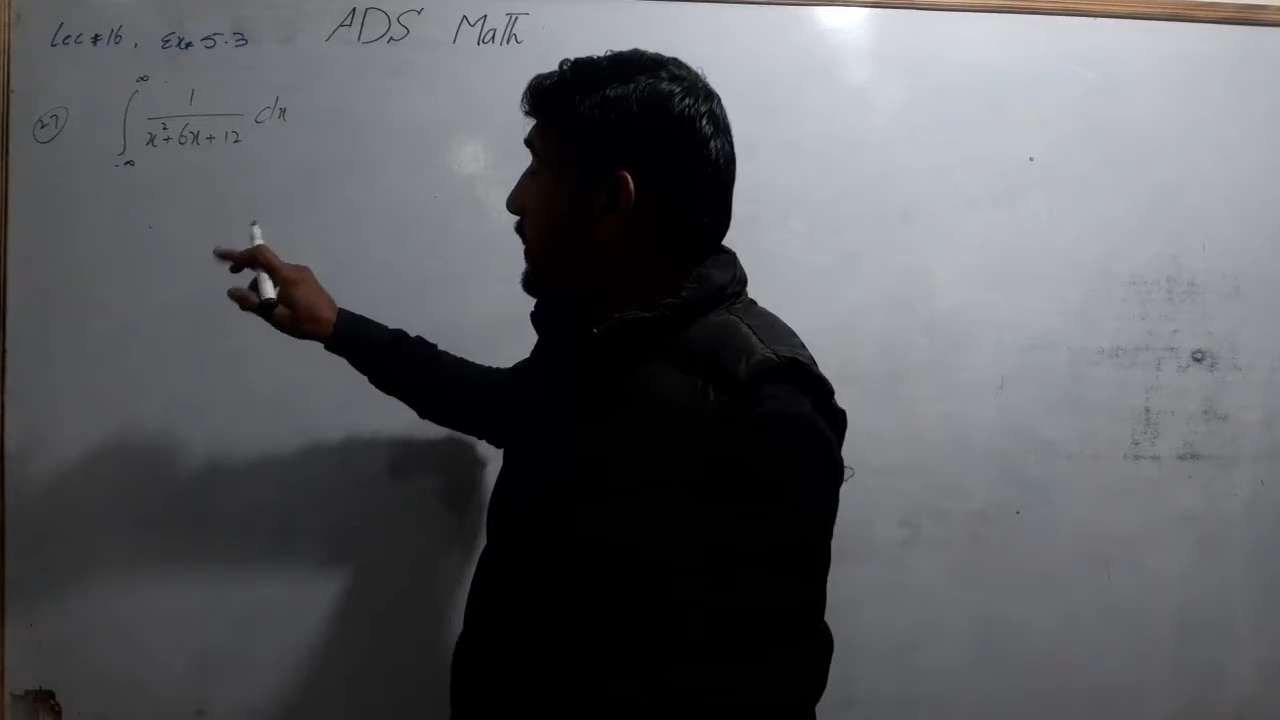 Lec # 16, Ex # 5.3
ADS Math
(27) ∫_{-∞}^{∞} 1/(x²+6x+12) dx